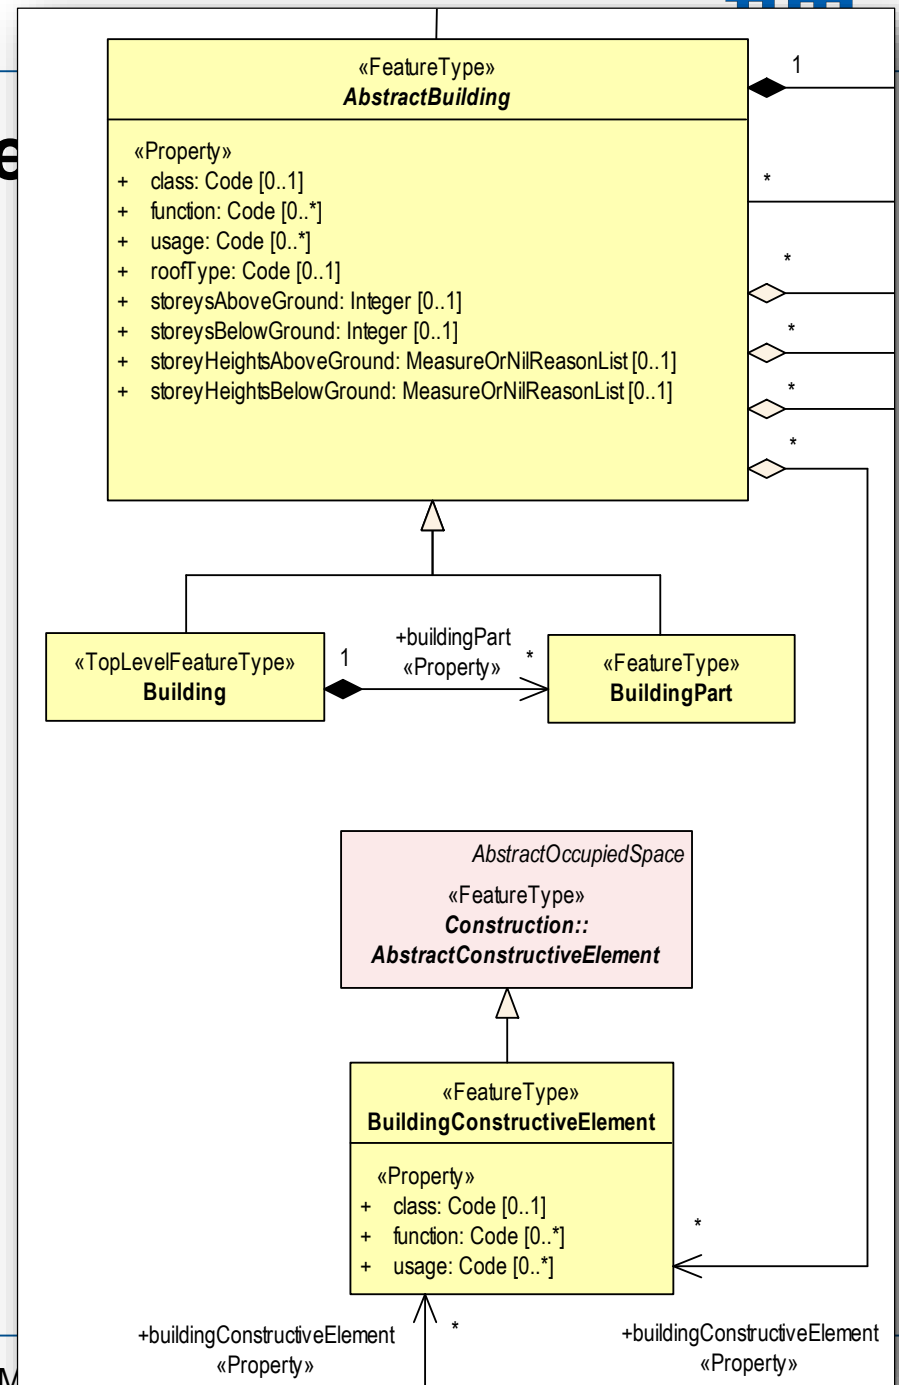 «FeatureType»
AbstractBuilding
1
«Property»
+ class: Code [0..1]
+ function: Code [0..*]
+ usage: Code [0..*]
+ roofType: Code [0..1]
+ storeysAboveGround: Integer [0..1]
+ storeysBelowGround: Integer [0..1]
+ storeyHeightsAboveGround: MeasureOrNilReasonList [0..1]
+ storeyHeightsBelowGround: MeasureOrNilReasonList [0..1]
*
*
*
*
*
«TopLevelFeatureType»
Building
1
+buildingPart
«Property»
*
«FeatureType»
BuildingPart
AbstractOccupiedSpace
«FeatureType»
Construction::
AbstractConstructiveElement
«FeatureType»
BuildingConstructiveElement
«Property»
+ class: Code [0..1]
+ function: Code [0..*]
+ usage: Code [0..*]
*
+buildingConstructiveElement
«Property»
*
+buildingConstructiveElement
«Property»
e
M